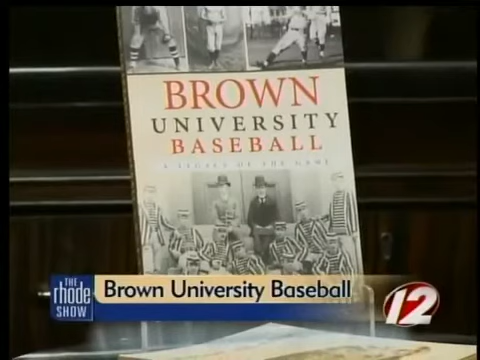 BROWN
UNIVERSITY
BASEBALL
A LEGACY OF THE GAME
THE
rhode
SHOW
Brown University Baseball
12